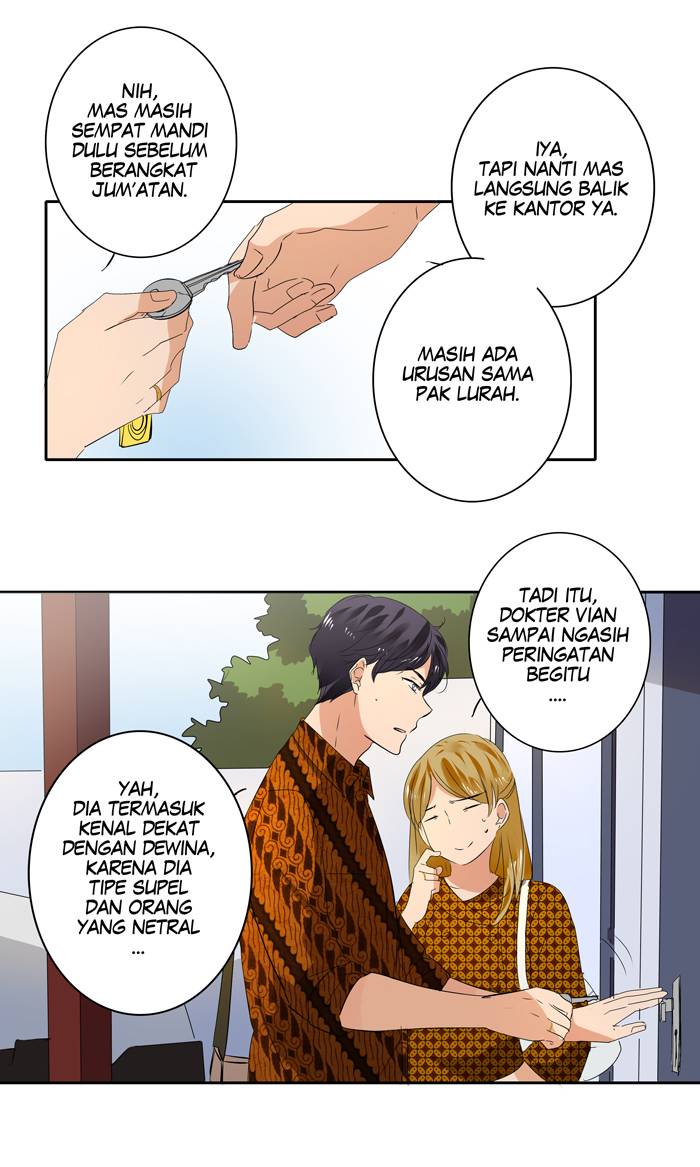 NIH,
MAS MASIH
SEMPAT MANDI
DULU SEBELUM
BERANGKAT
JUM'ATAN.
IYA,
TAPI NANTI MAS
LANGSUNG BALIK
KE KANTOR YA.
MASIH ADA
URUSAN SAMA
PAK LURAH.
TADI ITU,
DOKTER VIAN
SAMPAI NGASIH
PERINGATAN
BEGITU
....
YAH,
DIA TERMASUK
KENAL DEKAT
DENGAN DEWINA,
KARENA DIA
TIPE SUPEL
DAN ORANG
YANG NETRAL
...